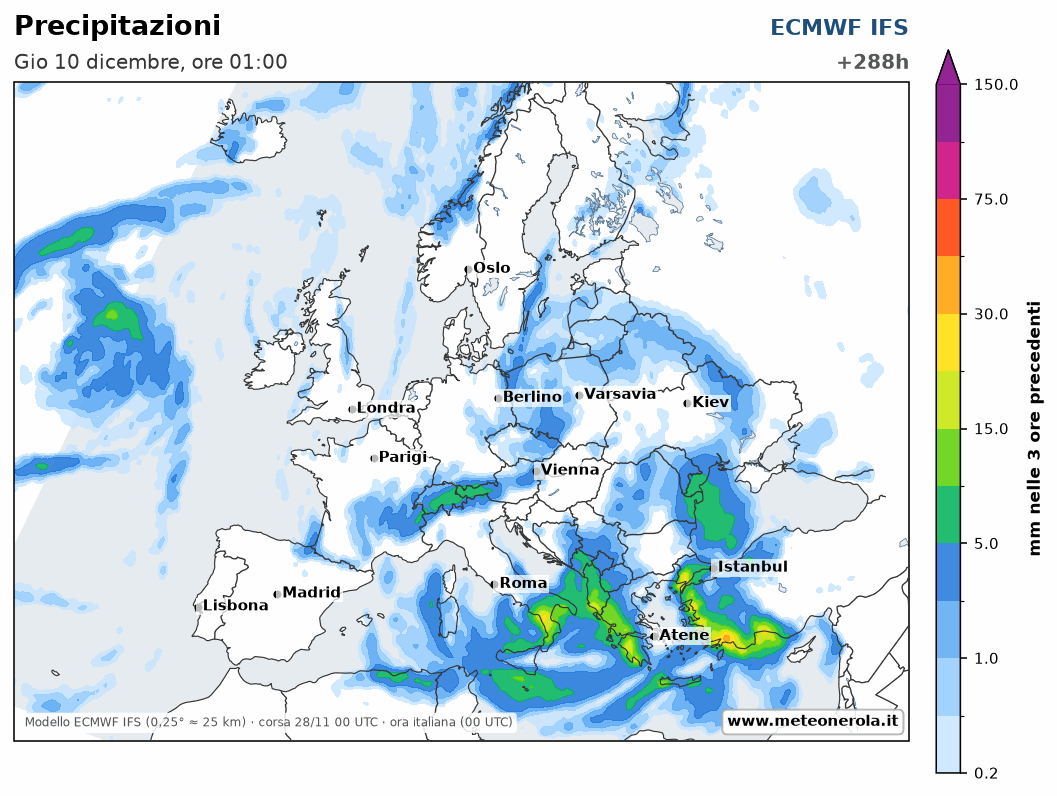 Precipitazioni
ECMWF IFS
Gio 10 dicembre, ore 01:00
+288h
150.0
75.0
30.0
15.0
5.0
1.0
0.2
mm nelle 3 ore precedenti
Oslo
Berlino
Varsavia
Kiev
Londra
Parigi
Vienna
Istanbul
Roma
Madrid
Lisbona
Atene
Modello ECMWF IFS (0,25° ≈ 25 km) · corsa 28/11 00 UTC · ora italiana (00 UTC)
www.meteonerola.it